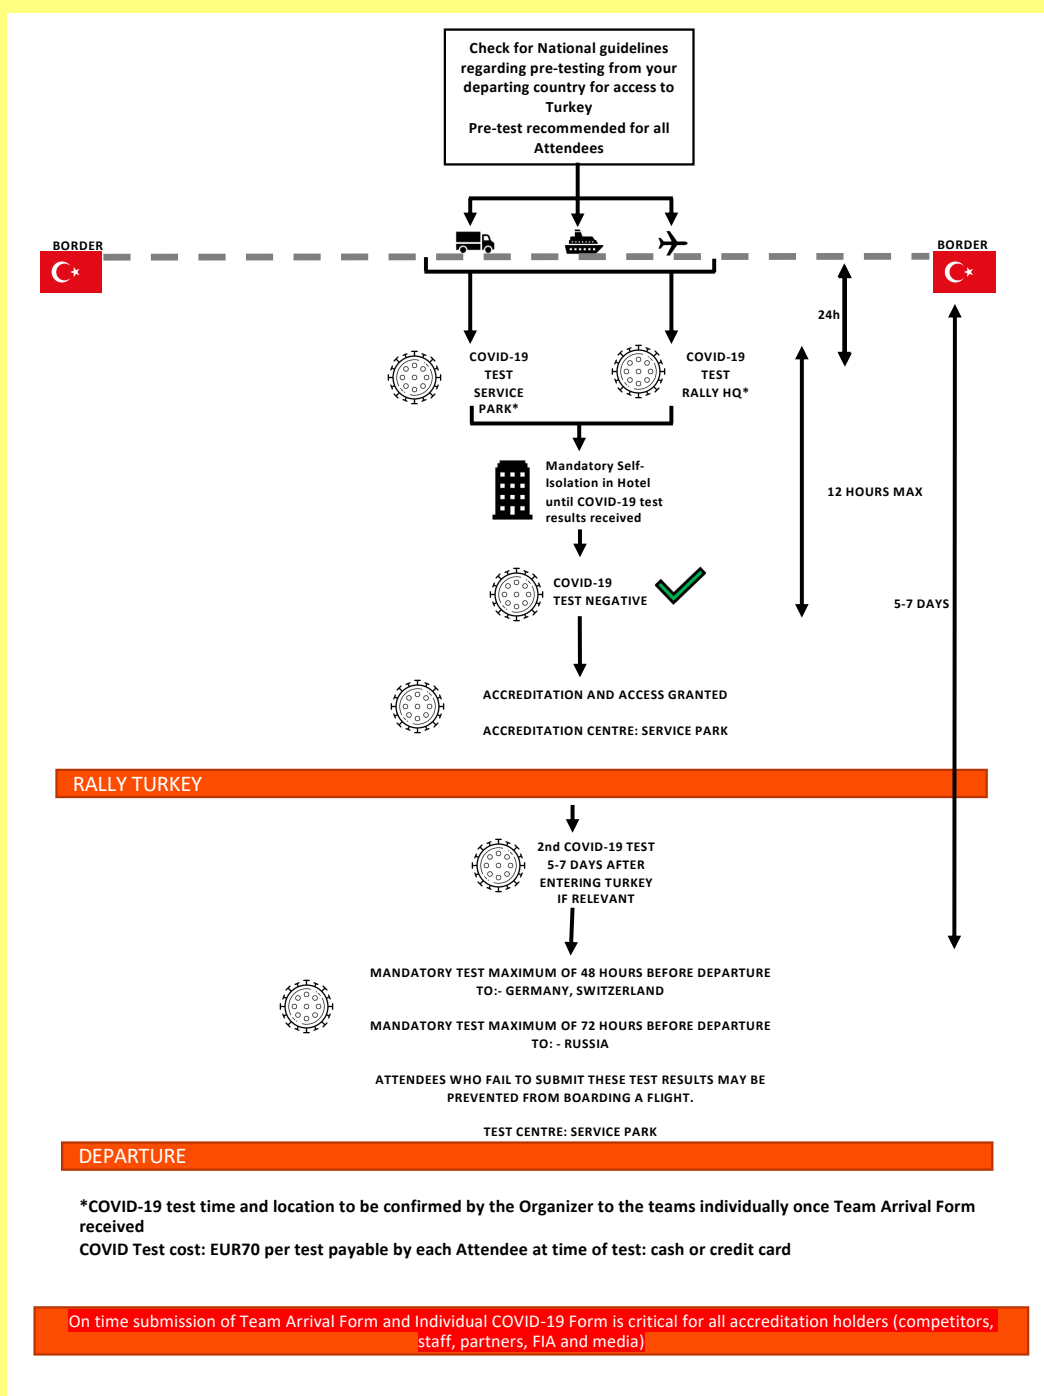 Check for National guidelines
regarding pre-testing from your
departing country for access to
Turkey
Pre-test recommended for all
Attendees
BORDER
BORDER
24h
COVID-19
TEST
SERVICE
PARK*
COVID-19
TEST
RALLY HQ*
Mandatory Self-
Isolation in Hotel
until COVID-19 test
results received
12 HOURS MAX
COVID-19
TEST NEGATIVE
5-7 DAYS
ACCREDITATION AND ACCESS GRANTED
ACCREDITATION CENTRE: SERVICE PARK
RALLY TURKEY
2nd COVID-19 TEST
5-7 DAYS AFTER
ENTERING TURKEY
IF RELEVANT
MANDATORY TEST MAXIMUM OF 48 HOURS BEFORE DEPARTURE
TO:- GERMANY, SWITZERLAND
MANDATORY TEST MAXIMUM OF 72 HOURS BEFORE DEPARTURE
TO: - RUSSIA
ATTENDEES WHO FAIL TO SUBMIT THESE TEST RESULTS MAY BE
PREVENTED FROM BOARDING A FLIGHT.
TEST CENTRE: SERVICE PARK
DEPARTURE
*COVID-19 test time and location to be confirmed by the Organizer to the teams individually once Team Arrival Form
received
COVID Test cost: EUR70 per test payable by each Attendee at time of test: cash or credit card
On time submission of Team Arrival Form and Individual COVID-19 Form is critical for all accreditation holders (competitors,
staff, partners, FIA and media)